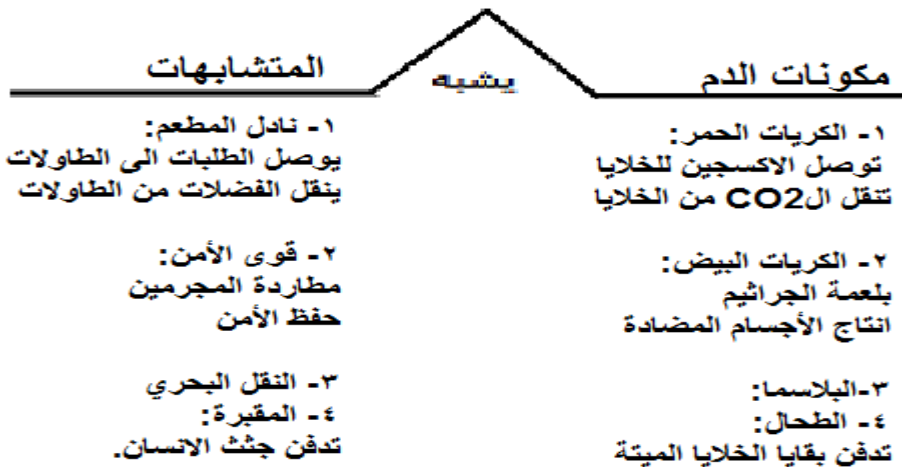 مكونات الدم
يشبه
المتشابهات
١- الكريات الحمر:
توصل الاكسجين للخلايا
تنقل الCO2 من الخلايا
٢- الكريات البيض:
بلعمة الجراثيم
انتاج الأجسام المضادة
٣-البلاسما:
٤- الطحال:
تدفن بقايا الخلايا الميتة
١- نادل المطعم:
يوصل الطلبات الى الطاولات
ينقل الفضلات من الطاولات
٢- قوى الأمن:
مطاردة المجرمين
حفظ الأمن
٣- النقل البحري
٤- المقبرة:
تدفن جثث الانسان.